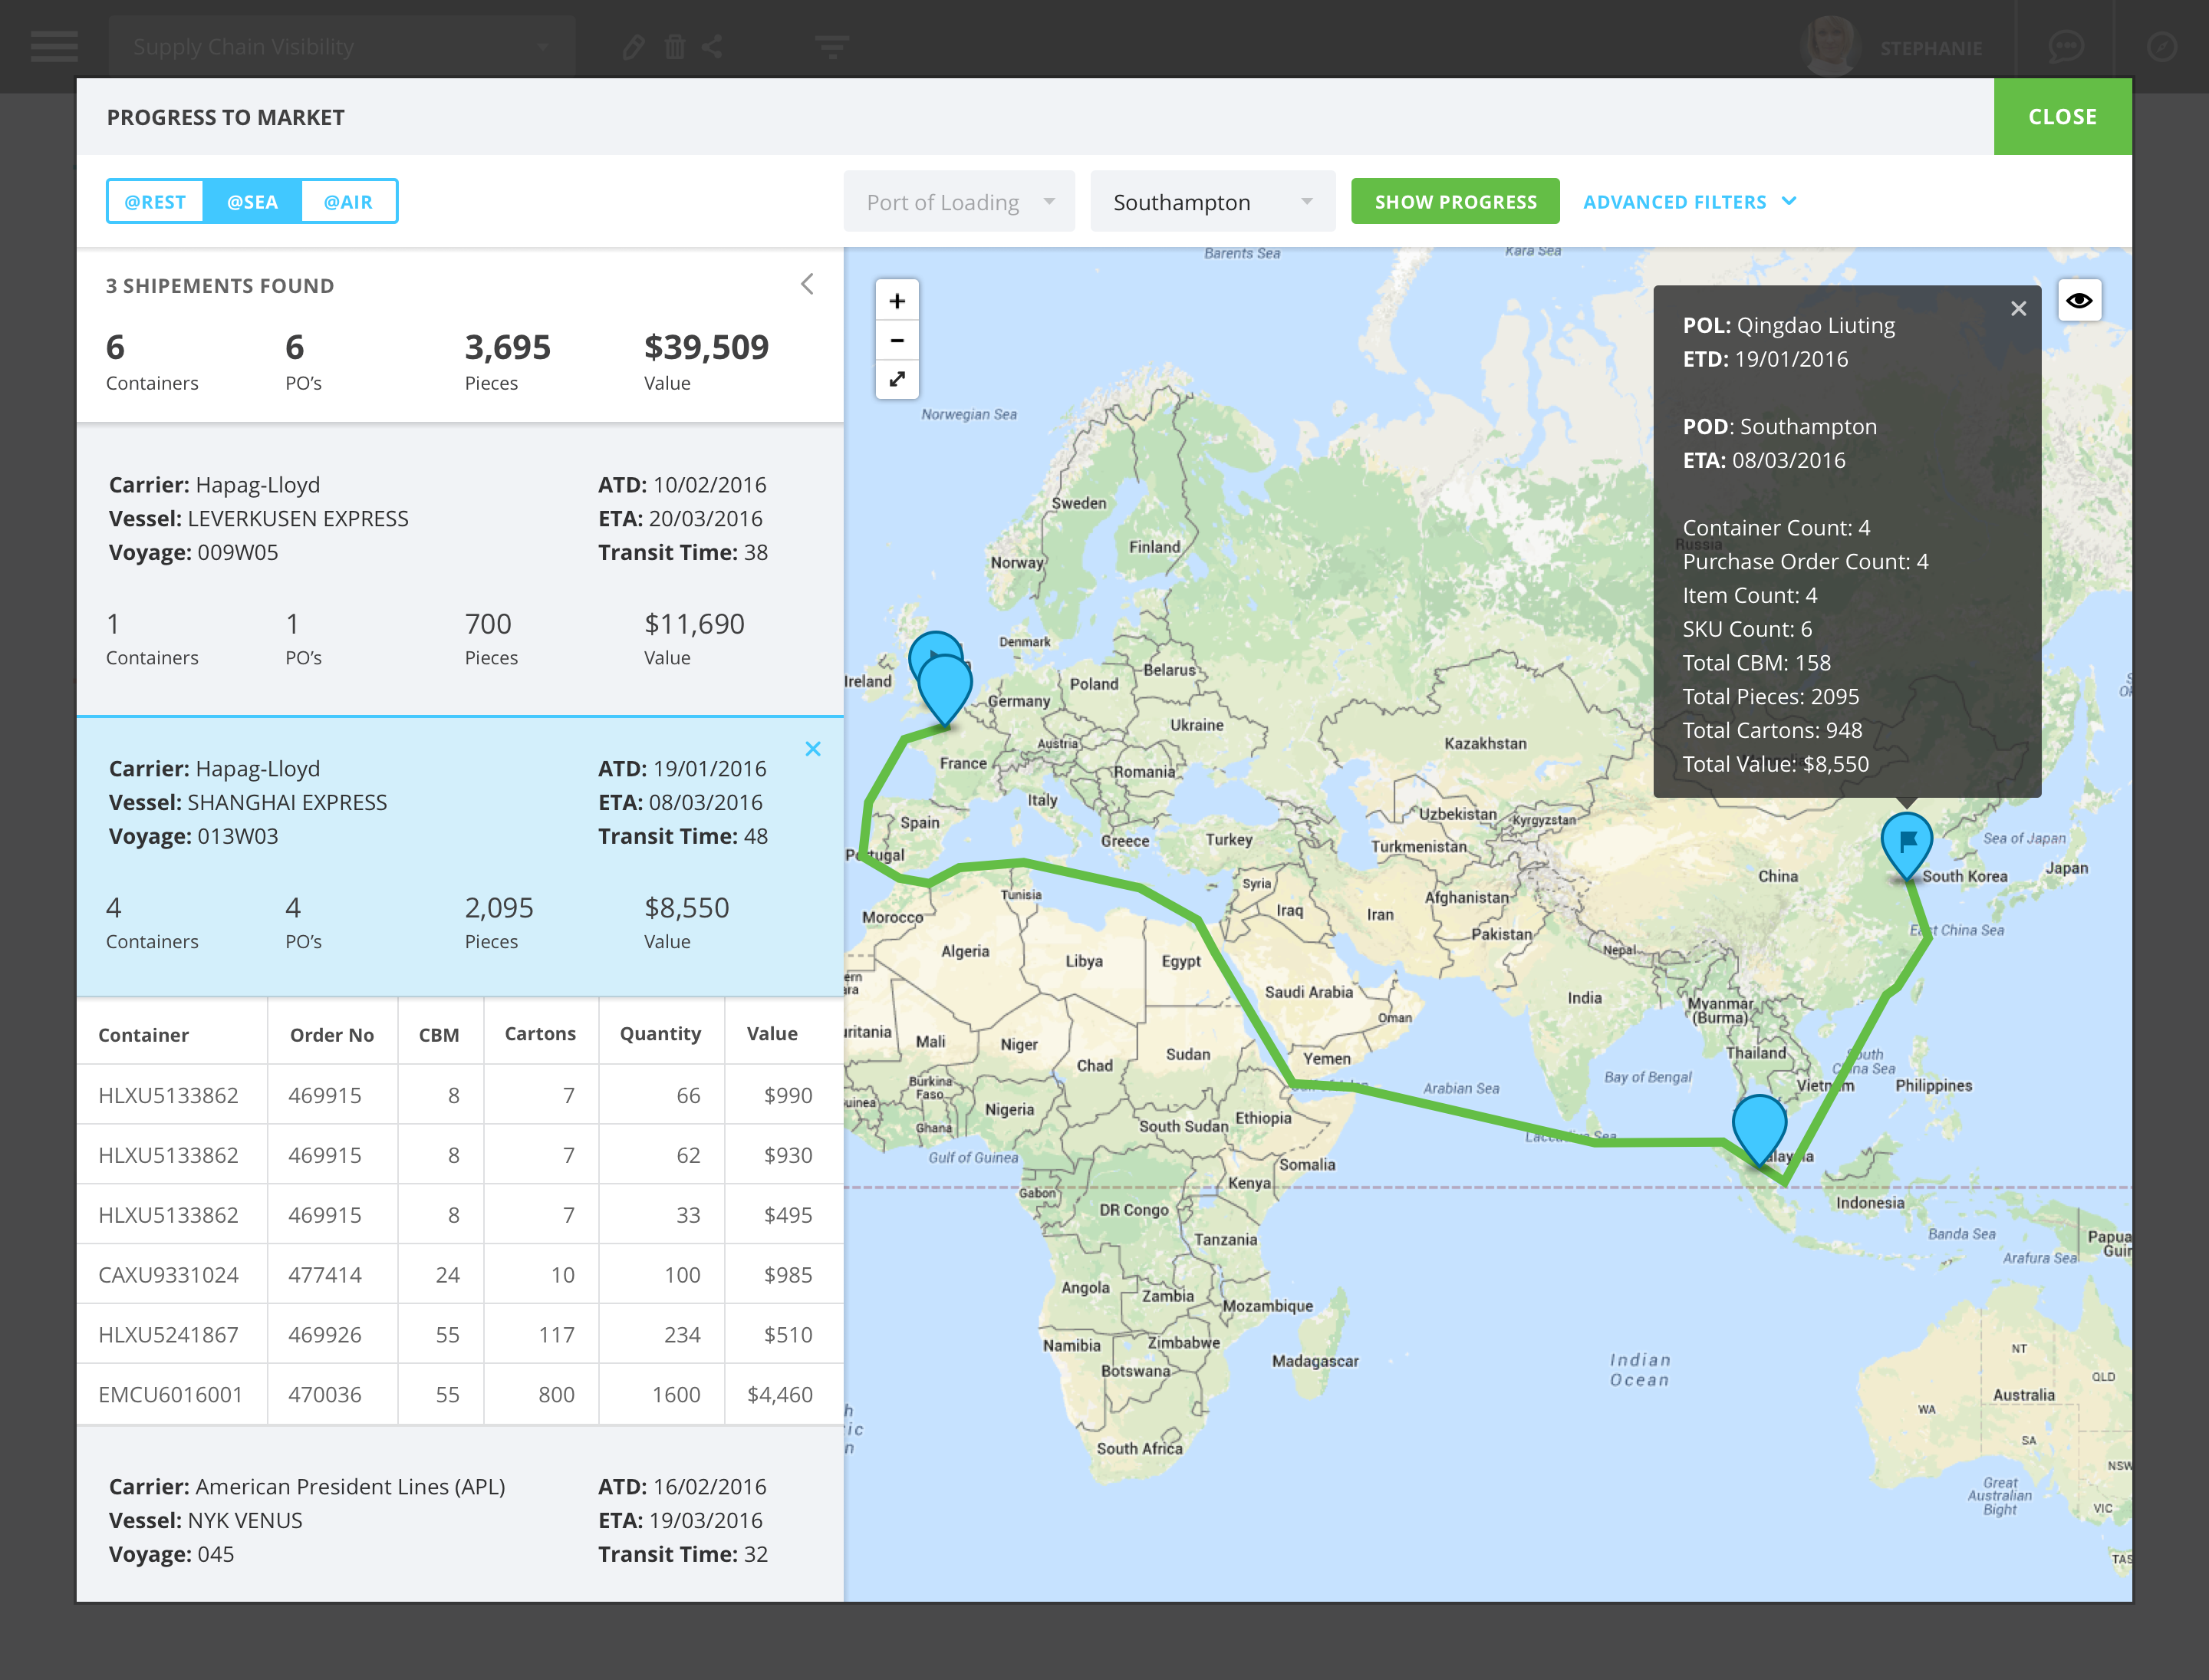 Supply Chain Visibility
STEPHANIE
PROGRESS TO MARKET
CLOSE
@REST @SEA @AIR
Port of Loading
Southampton
SHOW PROGRESS
ADVANCED FILTERS
3 SHIPEMENTS FOUND
6 6 3,695 $39,509
Containers PO's Pieces Value
Carrier: Hapag-Lloyd ATD: 10/02/2016
Vessel: LEVERKUSEN EXPRESS ETA: 20/03/2016
Voyage: 009W05 Transit Time: 38
1 1 700 $11,690
Containers PO's Pieces Value
Carrier: Hapag-Lloyd ATD: 19/01/2016
Vessel: SHANGHAI EXPRESS ETA: 08/03/2016
Voyage: 013W03 Transit Time: 48
4 4 2,095 $8,550
Containers PO's Pieces Value
Container Order No CBM Cartons Quantity Value
HLXU5133862 469915 8 7 66 $990
HLXU5133862 469915 8 7 62 $930
HLXU5133862 469915 8 7 33 $495
CAXU9331024 477414 24 10 100 $985
HLXU5241867 469926 55 117 234 $510
EMCU6016001 470036 55 800 1600 $4,460
Carrier: American President Lines (APL) ATD: 16/02/2016
Vessel: NYK VENUS ETA: 19/03/2016
Voyage: 045 Transit Time: 32
POL: Qingdao Liuting
ETD: 19/01/2016
POD: Southampton
ETA: 08/03/2016
Container Count: 4
Purchase Order Count: 4
Item Count: 4
SKU Count: 6
Total CBM: 158
Total Pieces: 2095
Total Cartons: 948
Total Value: $8,550
Barents Sea
Kara Sea
Norwegian Sea
Sweden
Finland
Norway
Russia
Denmark
Ireland
Belarus
Poland
Germany
Ukraine
Austria
Kazakhstan
France
Romania
Italy
Uzbekistan
Kyrgyzstan
Spain
Greece
Turkey
Turkmenistan
Sea of Japan
Portugal
Japan
South Korea
China
Syria
Tunisia
Afghanistan
Iraq
Iran
Morocco
Pakistan
East China Sea
Algeria
Libya
Egypt
Nepal
Saudi Arabia
India
Myanmar
(Burma)
Oman
Mali
Niger
Sudan
Yemen
Thailand
South
China Sea
Chad
Bay of Bengal
Arabian Sea
Vietnam
Philippines
Burkina
Faso
Nigeria
Ethiopia
Ghana
South Sudan
Laccadive Sea
Gulf of Guinea
Somalia
Kenya
Gabon
Indonesia
DR Congo
Tanzania
Banda Sea
Papua
Arafura Sea
Angola
Zambia
Mozambique
Namibia
Zimbabwe
Madagascar
Botswana
Indian
Ocean
NT
QLD
Australia
WA
SA
South Africa
NSW
Great
Australian
Bight
VIC
TAS